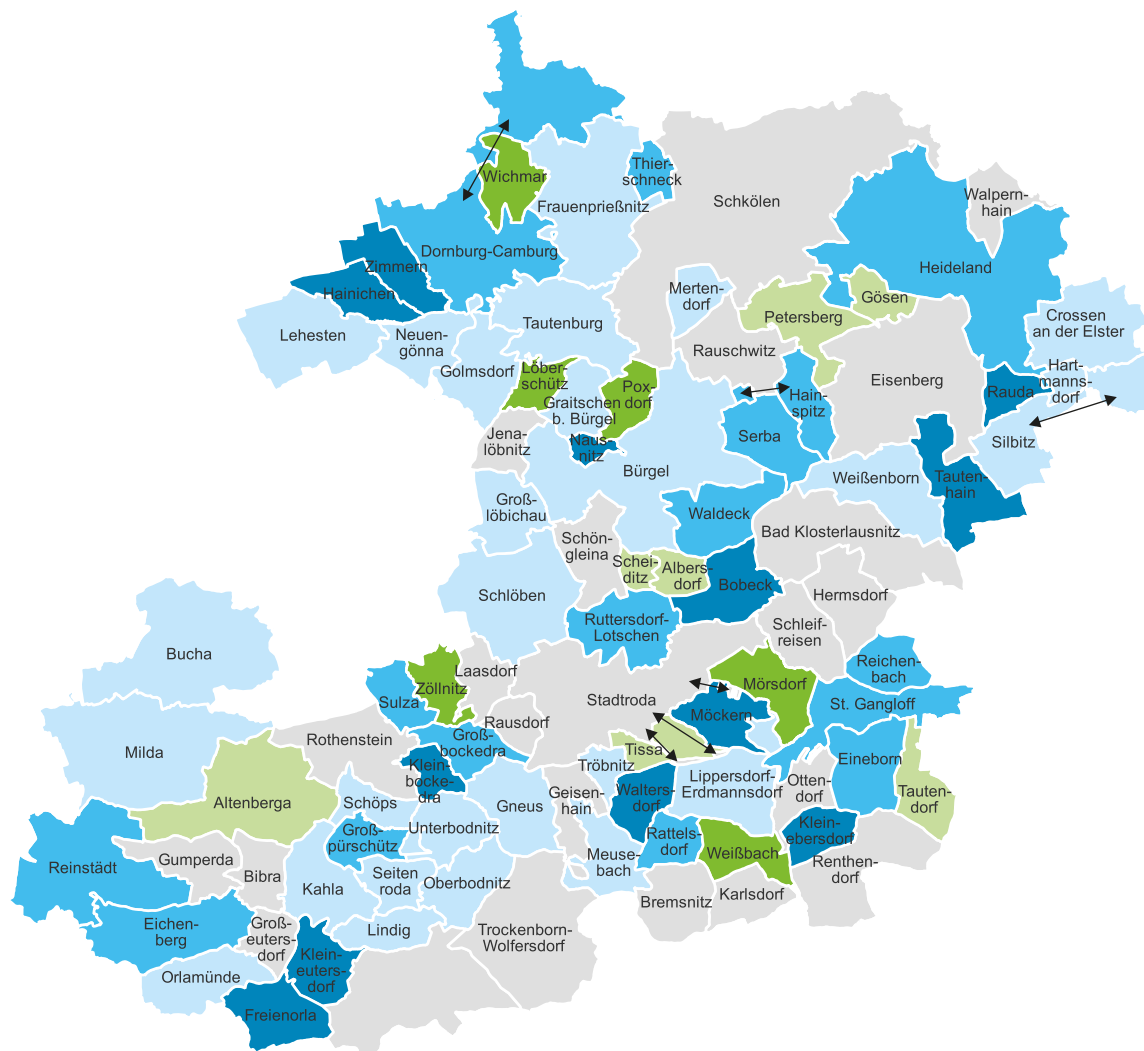 Wichmar
Thier-
schneck
Frauenprießnitz
Schkölen
Walpern-
hain
Dornburg-Camburg
Zimmern
Heideland
Hainichen
Merten-
dorf
Gösen
Petersberg
Crossen
an der Elster
Lehesten
Neuen-
gönna
Tautenburg
Rauschwitz
Golmsdorf
Löber-
schütz
Pox-
dorf
Eisenberg
Hart-
manns-
dorf
Rauda
Graitschen
b. Bürgel
Hain-
spitz
Serba
Jena-
löbnitz
Naus-
nitz
Silbitz
Bürgel
Weißenborn
Tauten-
hain
Groß-
löbichau
Waldeck
Bad Klosterlausnitz
Schön-
gleina
Schei-
ditz
Albers-
dorf
Bobeck
Schlöben
Hermsdorf
Ruttersdorf-
Lotschen
Schleif-
reisen
Bucha
Laasdorf
Reichen-
bach
Zöllnitz
Sulza
Stadtroda
Mörsdorf
St. Gangloff
Rausdorf
Möckern
Milda
Rothenstein
Groß-
bockedra
Tissa
Tröbnitz
Eineborn
Klein-
bocke-
dra
Lippersdorf-
Erdmannsdorf
Otten-
dorf
Altenberga
Schöps
Gneus
Geisen-
hain
Walters-
dorf
Tauten-
dorf
Groß-
pürschütz
Unterbodnitz
Rattels-
dorf
Klein-
ebersdorf
Reinstädt
Gumperda
Meuse-
bach
Weißbach
Renthen-
dorf
Bibra
Kahla
Seiten
roda
Oberbodnitz
Bremsnitz
Karlsdorf
Eichen-
berg
Groß-
euters-
dorf
Lindig
Trockenborn-
Wolfersdorf
Klein-
euters-
dorf
Orlamünde
Freienorla